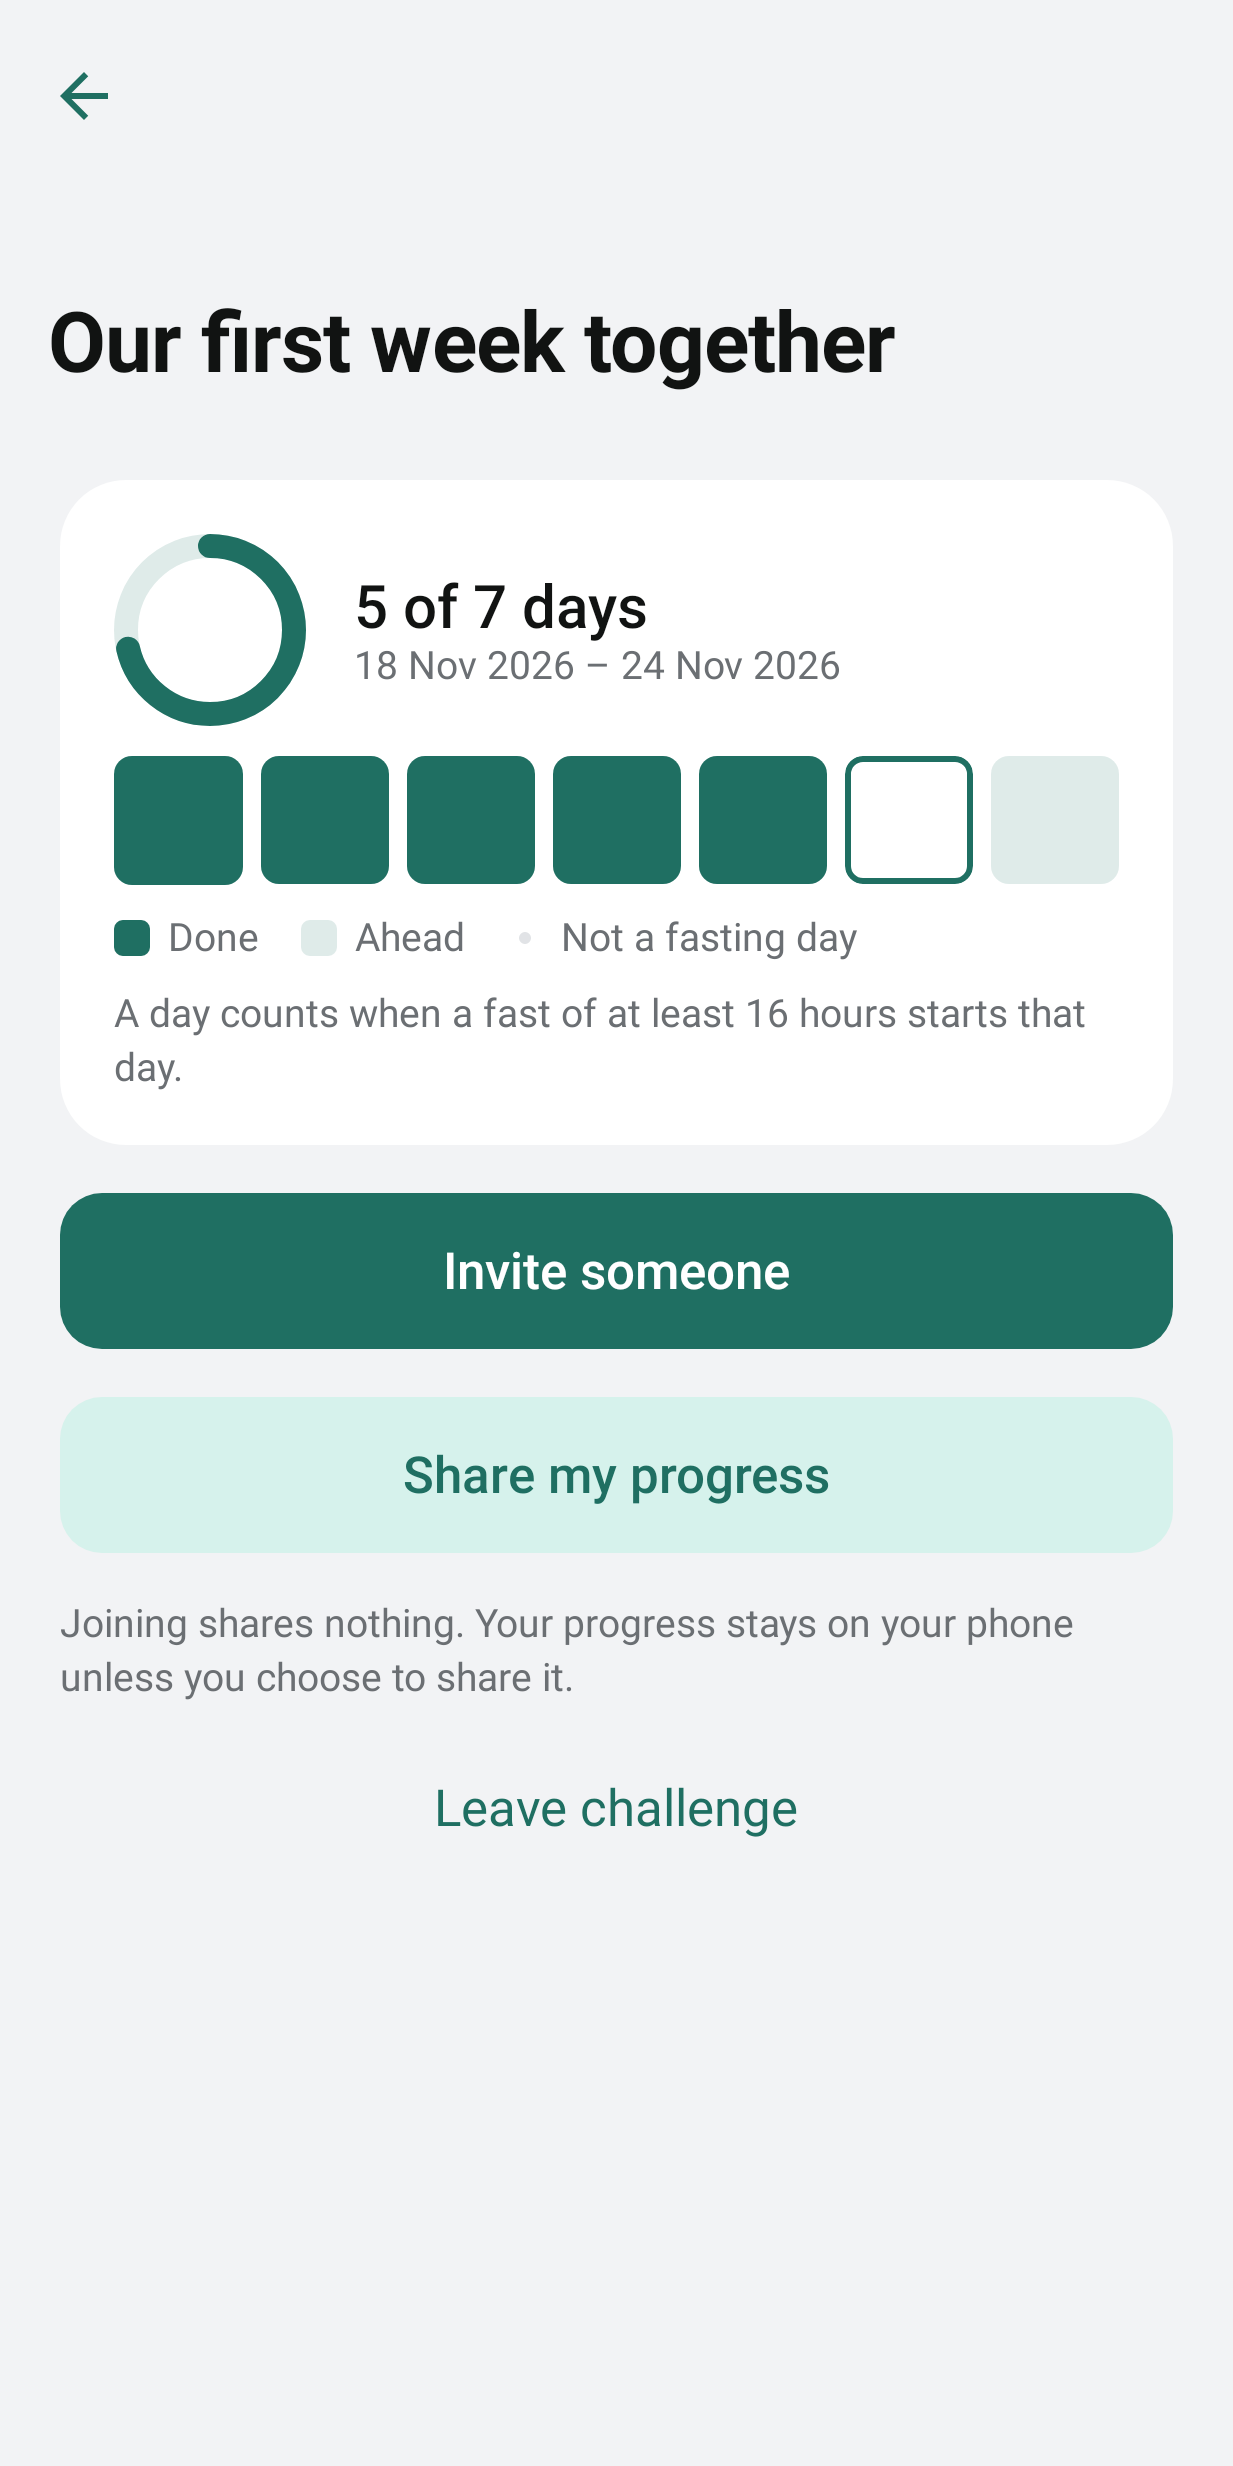 Our first week together
5 of 7 days
18 Nov 2026 – 24 Nov 2026
Done
Ahead
Not a fasting day
A day counts when a fast of at least 16 hours starts that
day.
Invite someone
Share my progress
Joining shares nothing. Your progress stays on your phone
unless you choose to share it.
Leave challenge